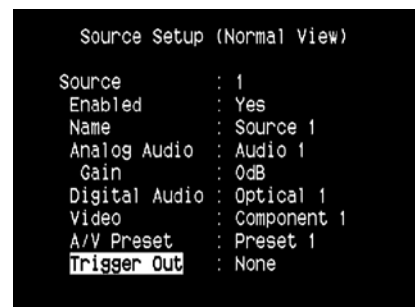 Source Setup (Normal View)
Source : 1
Enabled : Yes
Name : Source 1
Analog Audio : Audio 1
Gain : 0dB
Digital Audio : Optical 1
Video : Component 1
A/V Preset : Preset 1
Trigger Out : None